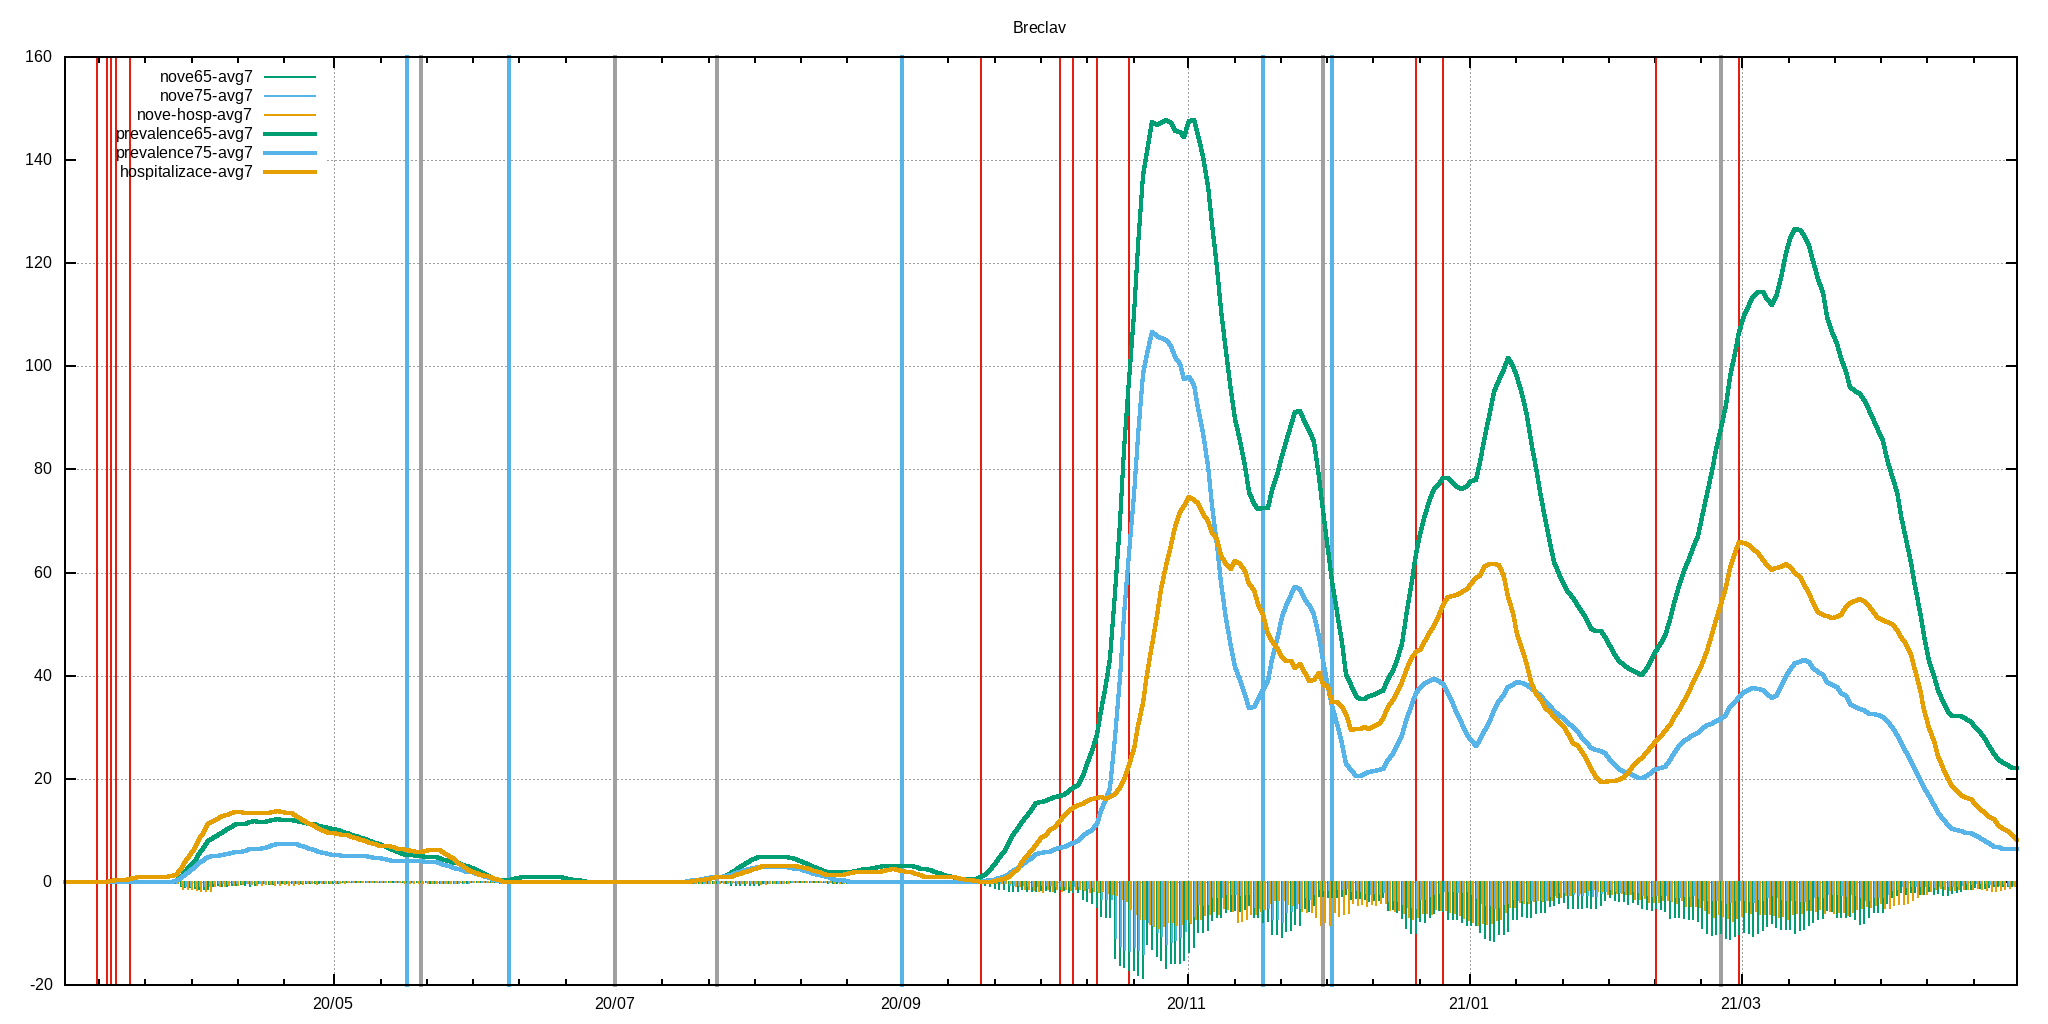 Breclav
160
140
120
100
80
60
40
20
0
-20
nove65-avg7
nove75-avg7
nove-hosp-avg7
prevalence65-avg7
prevalence75-avg7
hospitalizace-avg7
20/05 20/07 20/09 20/11 21/01 21/03